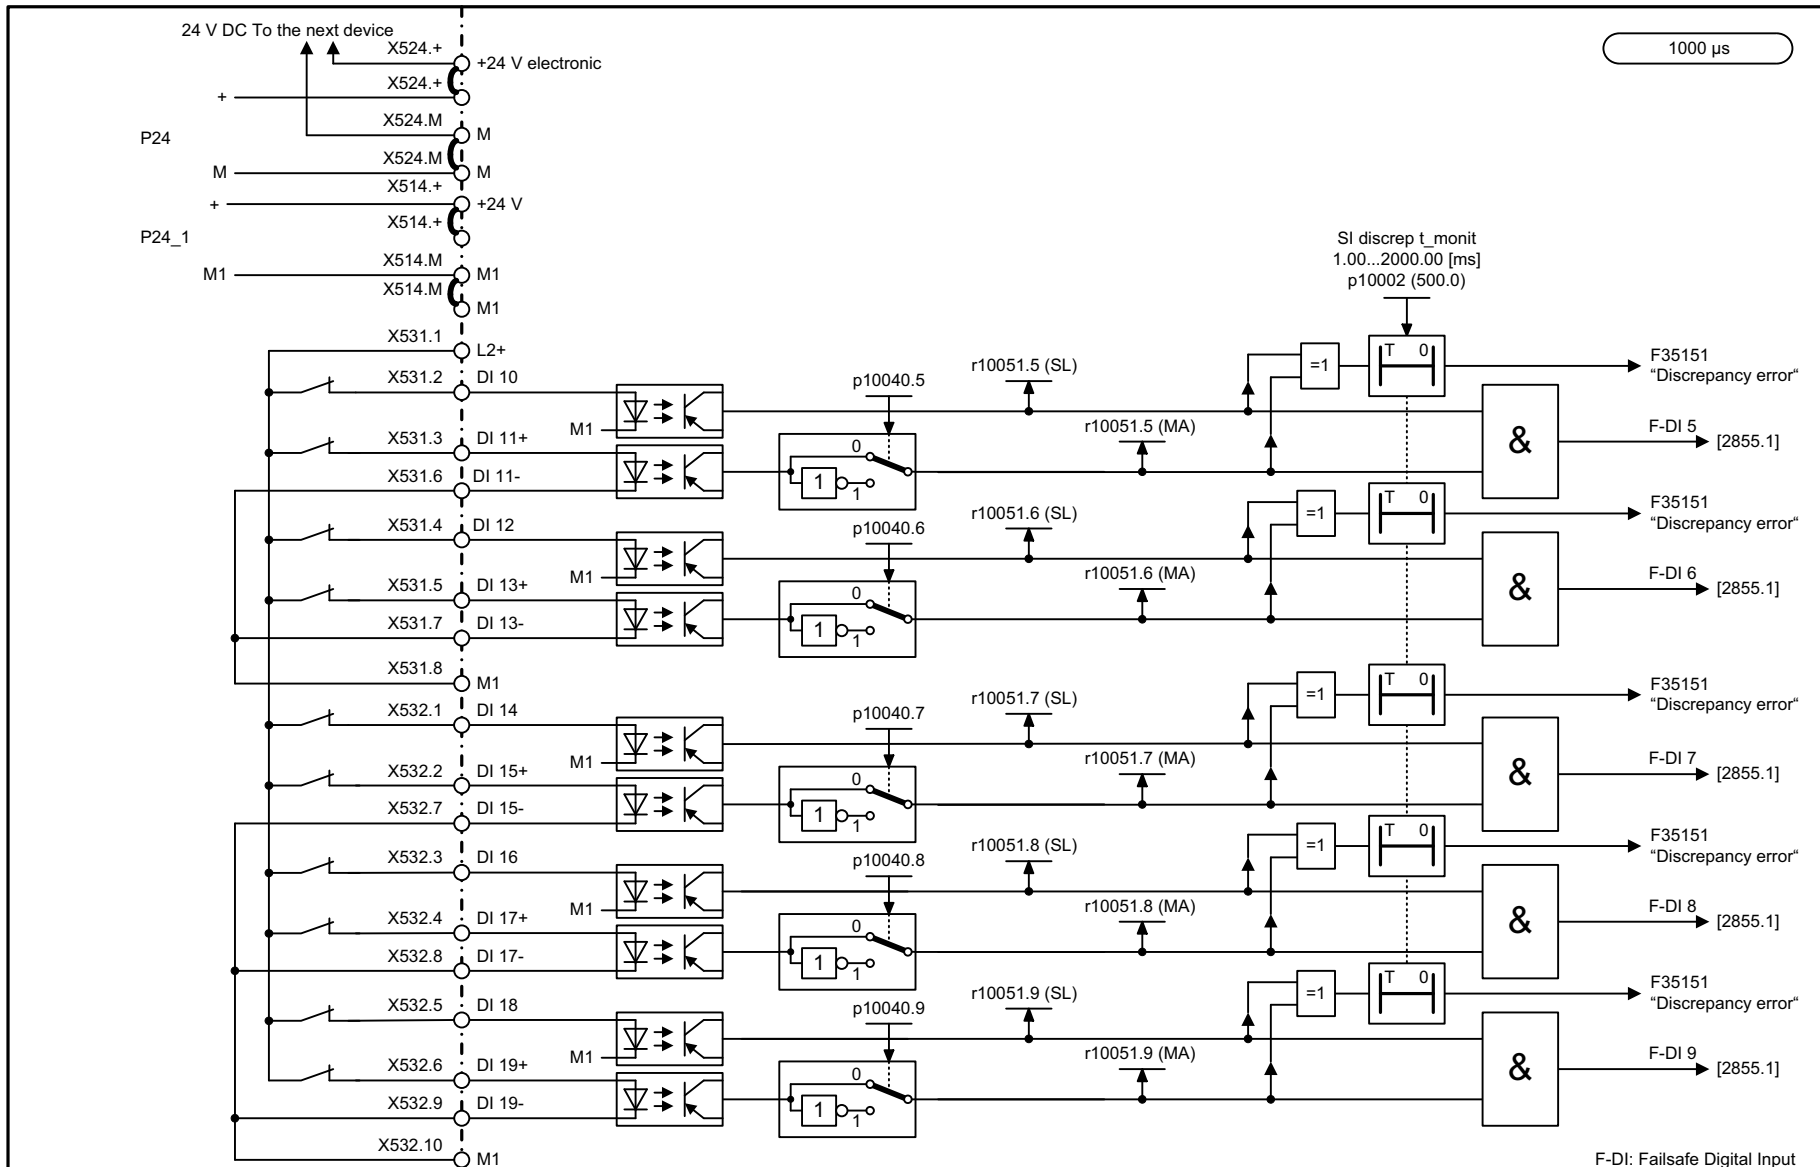 24 V DC To the next device
X524.+
+24 V electronic
1000 µs
X524.+
+
X524.M
M
P24
X524.M
M
M
X514.+
+
+24 V
X514.+
P24_1
SI discrep t_monit
1.00...2000.00 [ms]
p10002 (500.0)
X514.M
M1
M1
X514.M
M1
X531.1
L2+
T 0
=1
F35151
“Discrepancy error“
r10051.5 (SL)
p10040.5
X531.2
DI 10
M1
r10051.5 (MA)
F-DI 5
[2855.1]
&
X531.3
DI 11+
0
1
1
X531.6
DI 11-
T 0
=1
F35151
“Discrepancy error“
r10051.6 (SL)
p10040.6
X531.4
DI 12
M1
r10051.6 (MA)
F-DI 6
[2855.1]
&
X531.5
DI 13+
0
1
1
X531.7
DI 13-
X531.8
M1
T 0
=1
F35151
“Discrepancy error“
r10051.7 (SL)
p10040.7
X532.1
DI 14
M1
r10051.7 (MA)
F-DI 7
[2855.1]
&
X532.2
DI 15+
0
1
1
X532.7
DI 15-
T 0
=1
F35151
“Discrepancy error“
r10051.8 (SL)
p10040.8
X532.3
DI 16
M1
r10051.8 (MA)
F-DI 8
[2855.1]
&
X532.4
DI 17+
0
1
1
X532.8
DI 17-
T 0
=1
F35151
“Discrepancy error“
r10051.9 (SL)
p10040.9
X532.5
DI 18
M1
r10051.9 (MA)
F-DI 9
[2855.1]
&
X532.6
DI 19+
0
1
1
X532.9
DI 19-
X532.10
M1
F-DI: Failsafe Digital Input